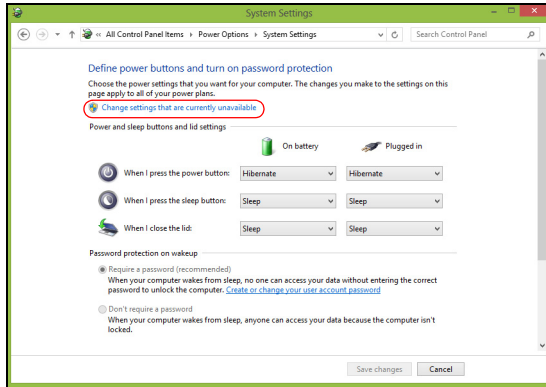 System Settings
« All Control Panel Items ▸ Power Options ▸ System Settings
Search Control Panel
Define power buttons and turn on password protection
Choose the power settings that you want for your computer. The changes you make to the settings on this
page apply to all of your power plans.
Change settings that are currently unavailable
Power and sleep buttons and lid settings
On battery Plugged in
When I press the power button: Hibernate Hibernate
When I press the sleep button: Sleep Sleep
When I close the lid: Sleep Sleep
Password protection on wakeup
Require a password (recommended)
When your computer wakes from sleep, no one can access your data without entering the correct
password to unlock the computer. Create or change your user account password
Don't require a password
When your computer wakes from sleep, anyone can access your data because the computer isn't
locked.
Save changes Cancel